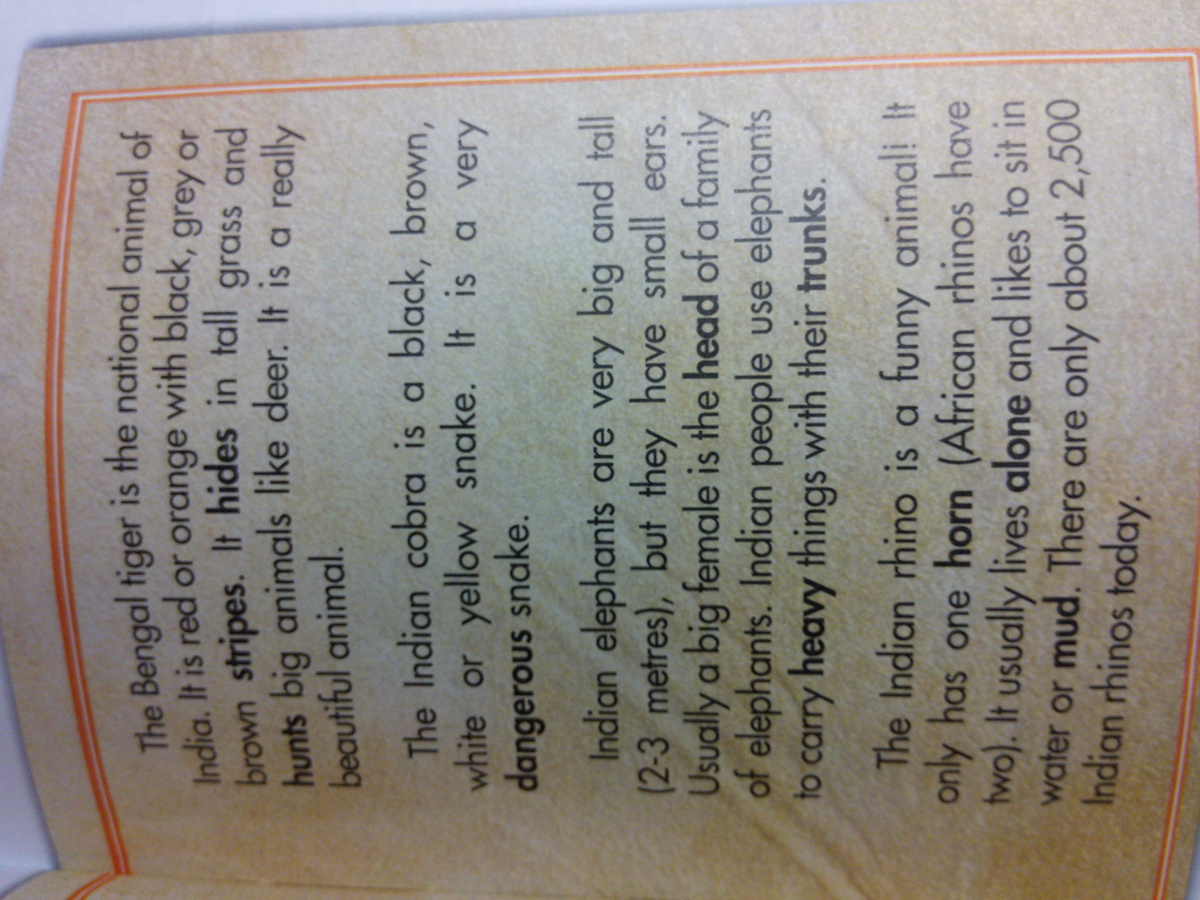 The Bengal tiger is the national animal of
India. It is red or orange with black, grey or
brown stripes. It hides in tall grass and
hunts big animals like deer. It is a really
beautiful animal.
The Indian cobra is a black, brown,
white or yellow snake. It is a very
dangerous snake.
Indian elephants are very big and tall
(2-3 metres), but they have small ears.
Usually a big female is the head of a family
of elephants. Indian people use elephants
to carry heavy things with their trunks.
The Indian rhino is a funny animal! It
only has one horn (African rhinos have
two). It usually lives alone and likes to sit in
water or mud. There are only about 2,500
Indian rhinos today.